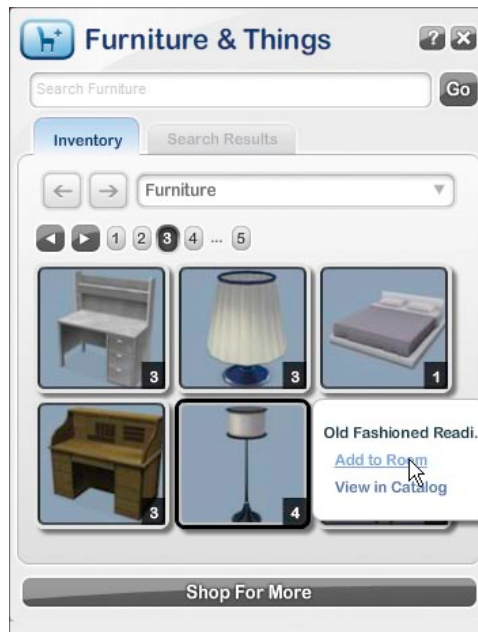 Furniture & Things ? X
Search Furniture
Go
Inventory
Search Results
Furniture
1 2 3 4 ... 5
3
3
1
3
4
Old Fashioned Readi.
Add to Room
View in Catalog
Shop For More